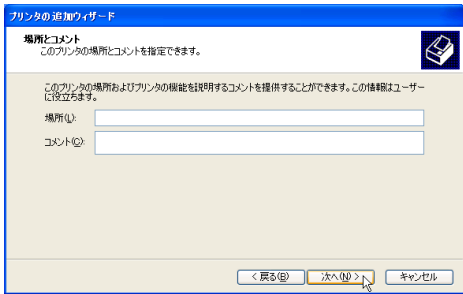 プリンタの追加ウィザード
場所とコメント
このプリンタの場所とコメントを指定できます。
このプリンタの場所およびプリンタの機能を説明するコメントを提供することができます。この情報はユーザー
に役立ちます。
場所(L):
コメント(C):
< 戻る(B) 次へ(N) > キャンセル